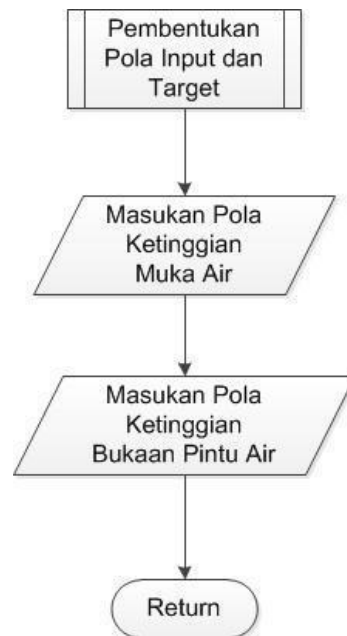 Pembentukan
Pola Input dan
Target
Masukan Pola
Ketinggian
Muka Air
Masukan Pola
Ketinggian
Bukaan Pintu Air
Return